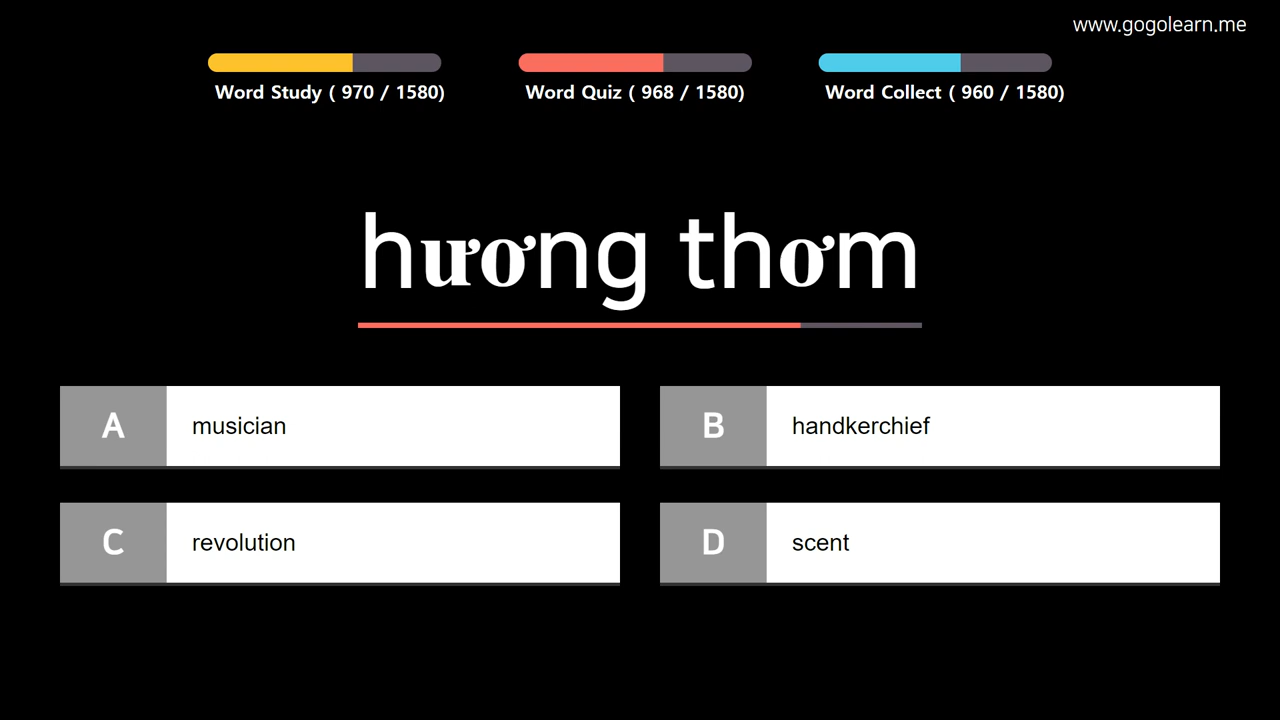 www.gogolearn.me
Word Study ( 970 / 1580)
Word Quiz ( 968 / 1580)
Word Collect ( 960 / 1580)
hương thơm
A musician
B handkerchief
C revolution
D scent